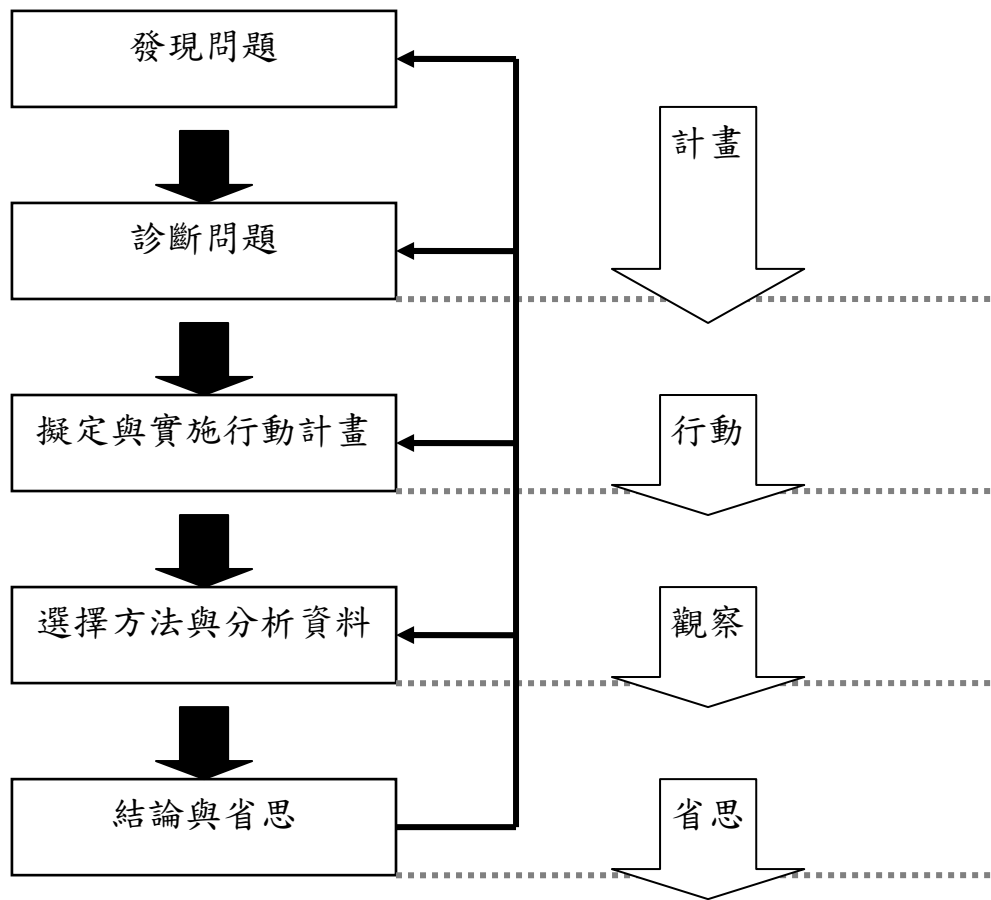 發現問題
計畫
診斷問題
擬定與實施行動計畫
行動
選擇方法與分析資料
觀察
結論與省思
省思